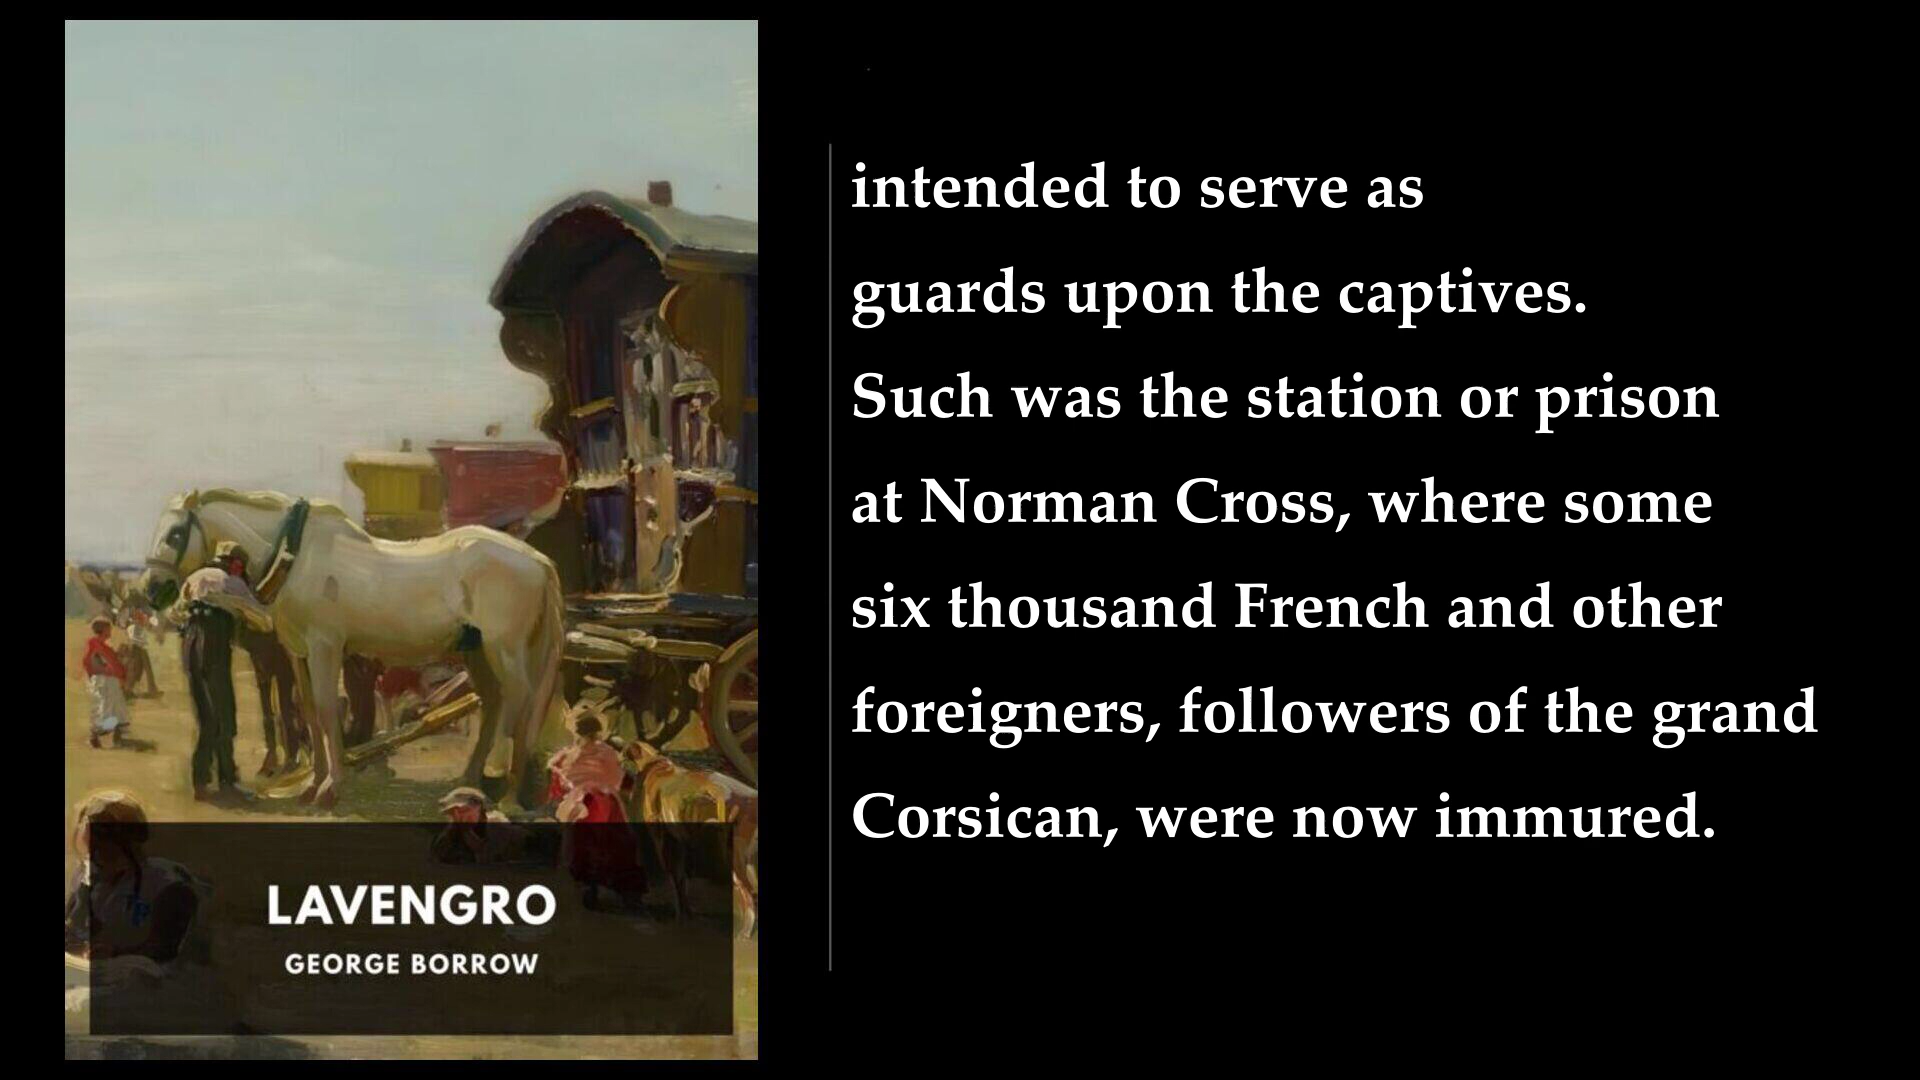 intended to serve as
guards upon the captives.
Such was the station or prison
at Norman Cross, where some
six thousand French and other
foreigners, followers of the grand
Corsican, were now immured.
LAVENGRO
GEORGE BORROW